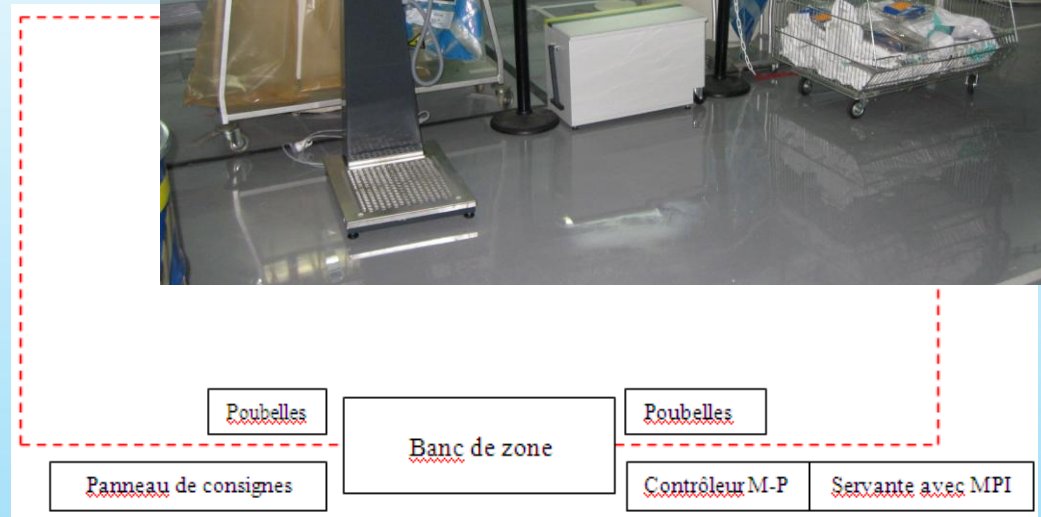 Poubelles
Poubelles
Banc de zone
Panneau de consignes
Contrôleur M-P
Servante avec MPI